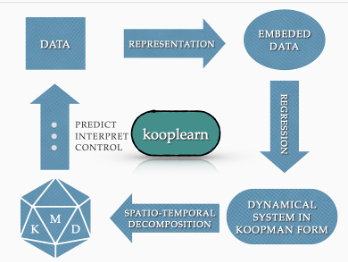 DATA
REPRESENTATION
EMBEDED
DATA
REGRESSION
PREDICT
INTERPRET
CONTROL
kooplearn
K M D
SPATIO-TEMPORAL
DECOMPOSITION
DYNAMICAL
SYSTEM IN
KOOPMAN FORM